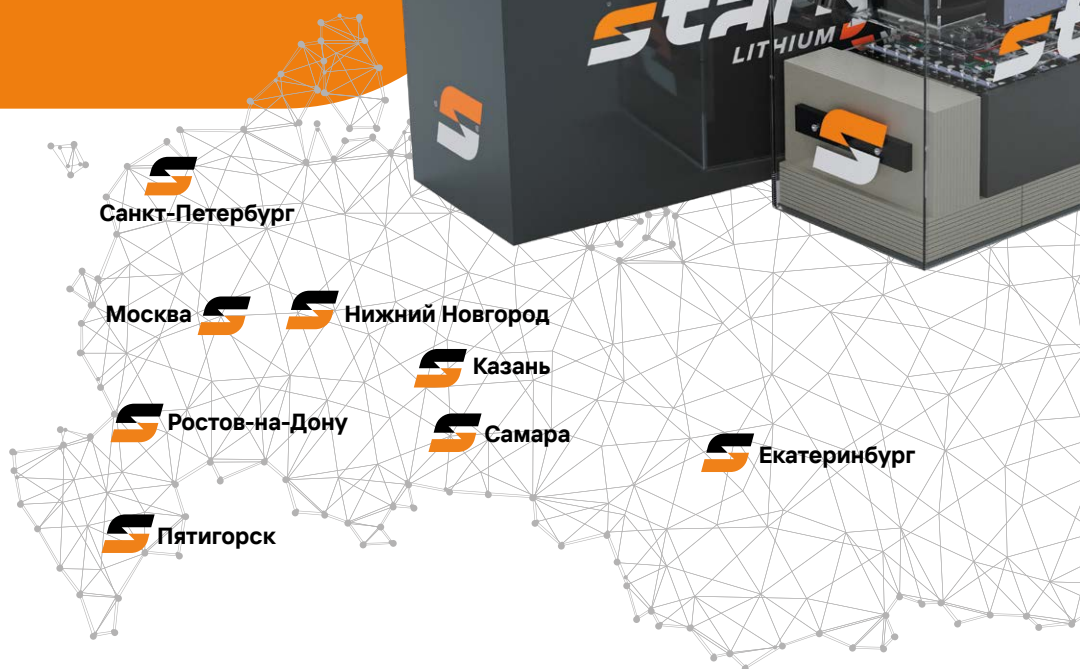 LITHIUM
Санкт-Петербург
Москва
Нижний Новгород
Казань
Ростов-на-Дону
Самара
Екатеринбург
Пятигорск